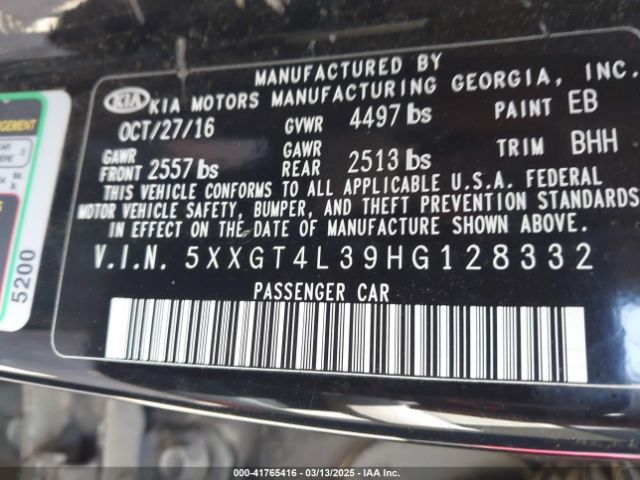 MANUFACTURED BY
KIA KIA MOTORS MANUFACTURING GEORGIA, INC.
OCT/27/16 GVWR 4497 lbs PAINT EB
GAWR FRONT 2557 lbs GAWR REAR 2513 lbs TRIM BHH
THIS VEHICLE CONFORMS TO ALL APPLICABLE U.S.A. FEDERAL
MOTOR VEHICLE SAFETY, BUMPER, AND THEFT PREVENTION STANDARDS
IN EFFECT ON THE DATE OF MANUFACTURE SHOWN ABOVE.
V.I.N. 5XXGT4L39HG128332
PASSENGER CAR
5200
000-41765416 - 03/13/2025 - IAA Inc.